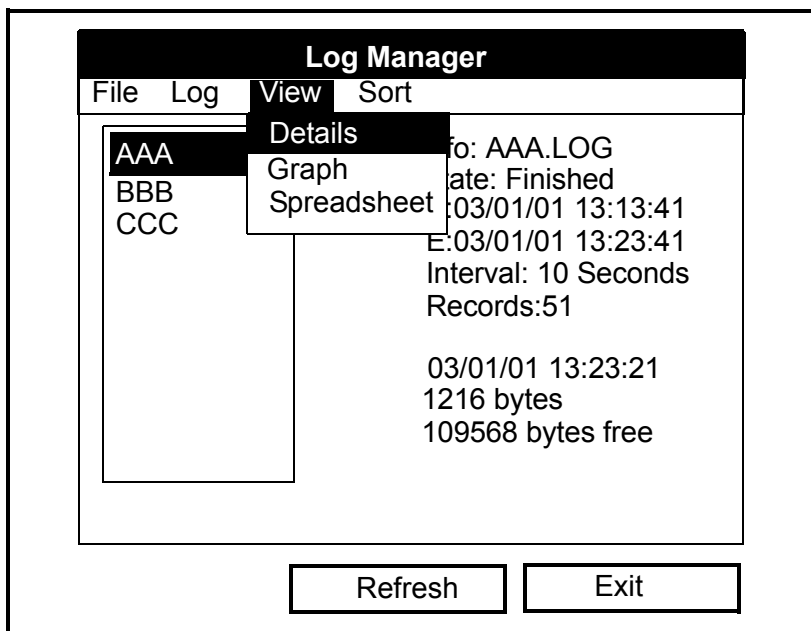 Log Manager
File Log View Sort
Details
Graph
Spreadsheet
AAA
BBB
CCC
fo: AAA.LOG
ate: Finished
:03/01/01 13:13:41
E:03/01/01 13:23:41
Interval: 10 Seconds
Records:51
03/01/01 13:23:21
1216 bytes
109568 bytes free
Refresh
Exit